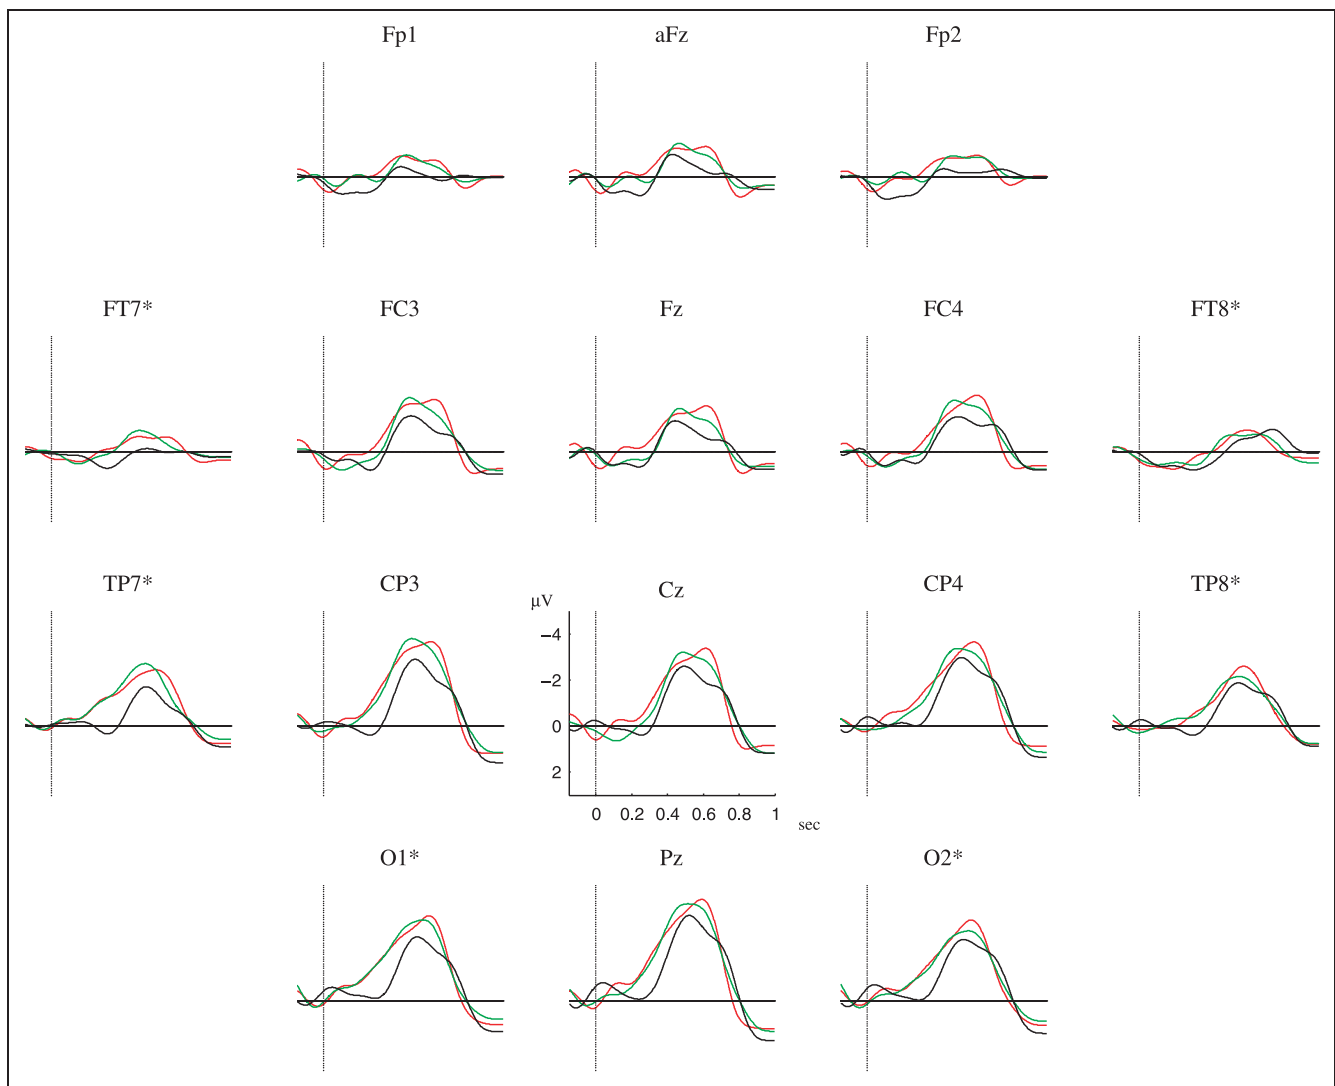 Fp1 aFz Fp2
FT7* FC3 Fz FC4 FT8*
TP7* CP3 Cz CP4 TP8*
µV
−4
−2
0
2
0 0.2 0.4 0.6 0.8 1
sec
O1* Pz O2*